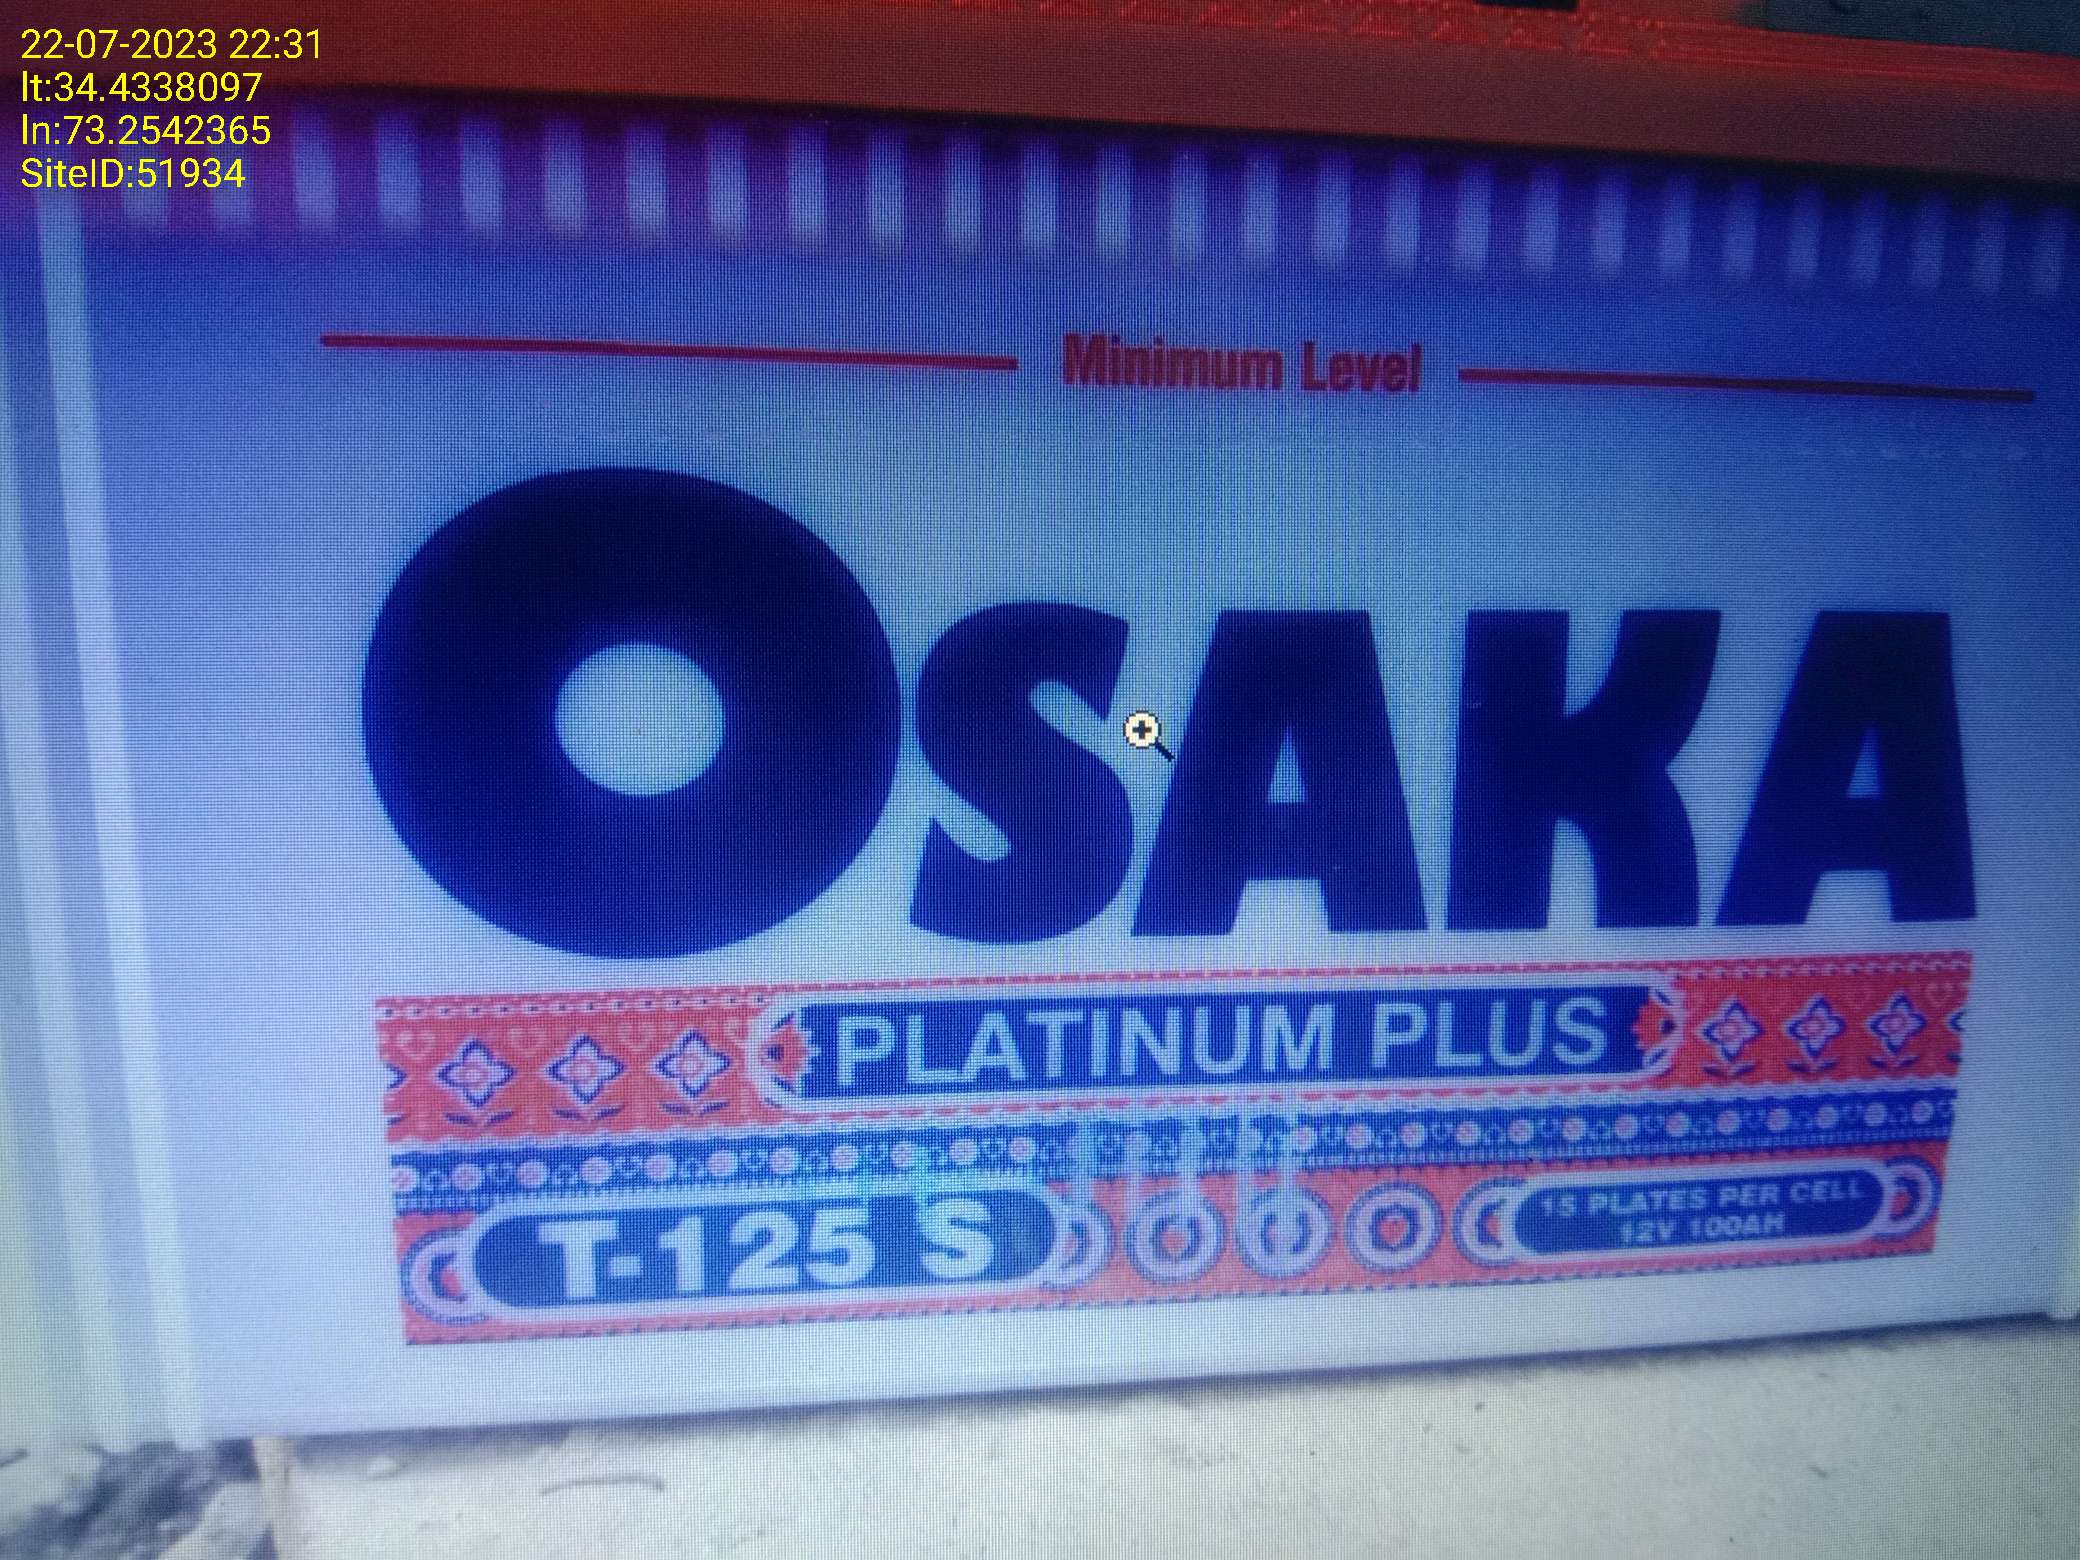 22-07-2023 22:31
lt:34.4338097
ln:73.2542365
SiteID:51934
Minimum Level
OSAKA
PLATINUM PLUS
T-125 S
15 PLATES PER CELL
12V 100AH